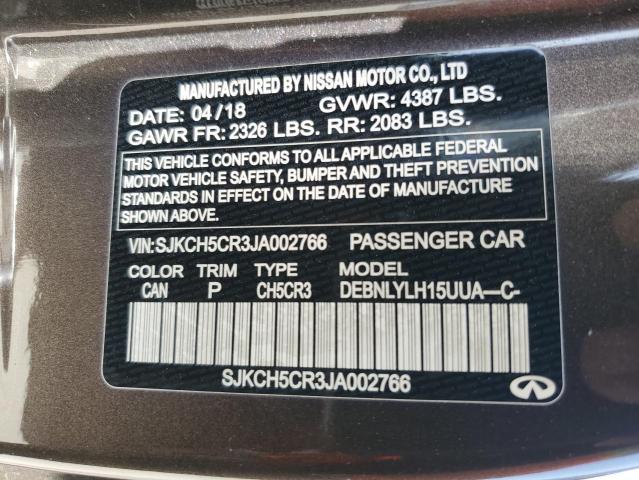 MANUFACTURED BY NISSAN MOTOR CO., LTD
DATE: 04/18 GVWR: 4387 LBS.
GAWR FR: 2326 LBS. RR: 2083 LBS.
THIS VEHICLE CONFORMS TO ALL APPLICABLE FEDERAL
MOTOR VEHICLE SAFETY, BUMPER AND THEFT PREVENTION
STANDARDS IN EFFECT ON THE DATE OF MANUFACTURE
SHOWN ABOVE.
VIN:SJKCH5CR3JA002766 PASSENGER CAR
COLOR TRIM TYPE MODEL
CAN P CH5CR3 DEBNLYLH15UUA—C-
SJKCH5CR3JA002766